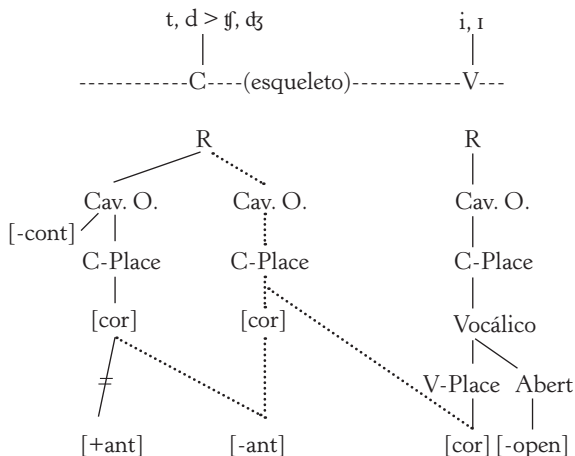 t, d > ʧ, ʤ i, ɪ
-----------------C----(esqueleto)-----------V---
R R
Cav. O. Cav. O. Cav. O.
[-cont]
C-Place C-Place C-Place
[cor] [cor] Vocálico
V-Place Abert
[+ant] [-ant] [cor] [-open]